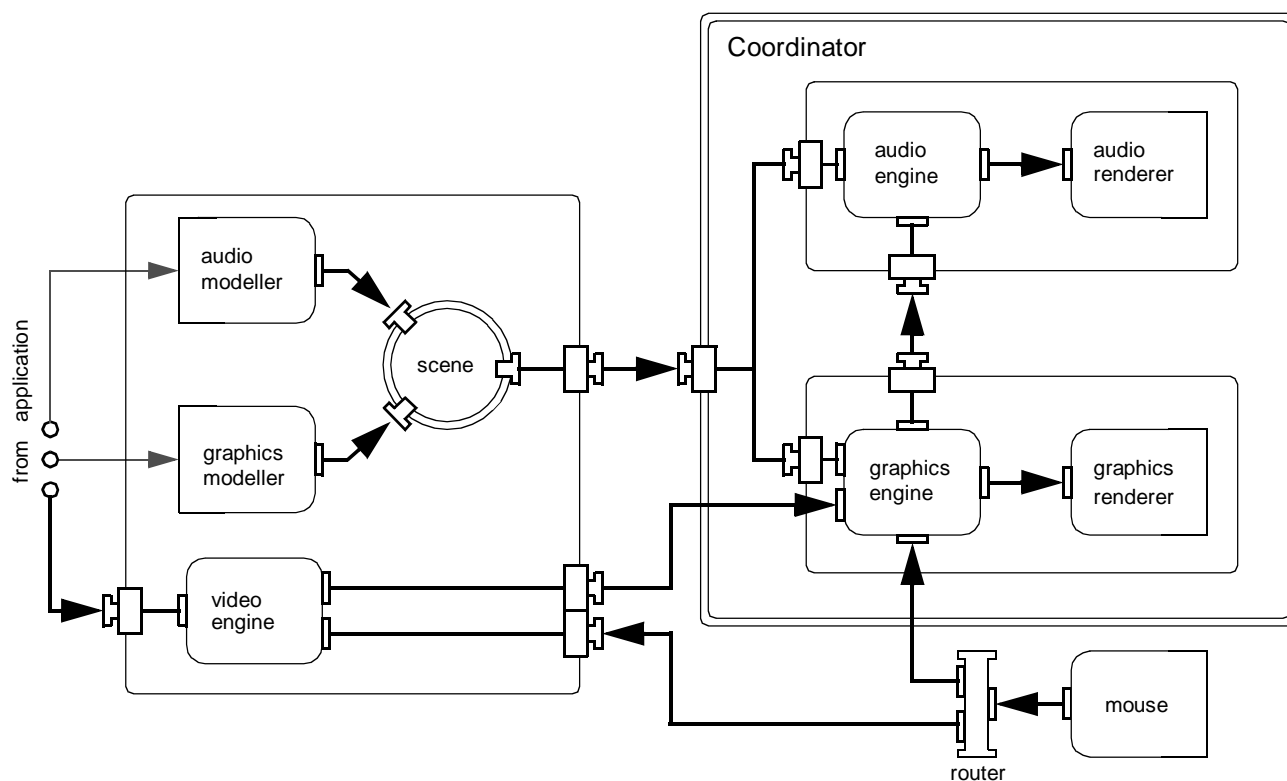 Coordinator
audio
engine
audio
renderer
audio
modeller
scene
from application
graphics
modeller
graphics
engine
graphics
renderer
video
engine
mouse
router